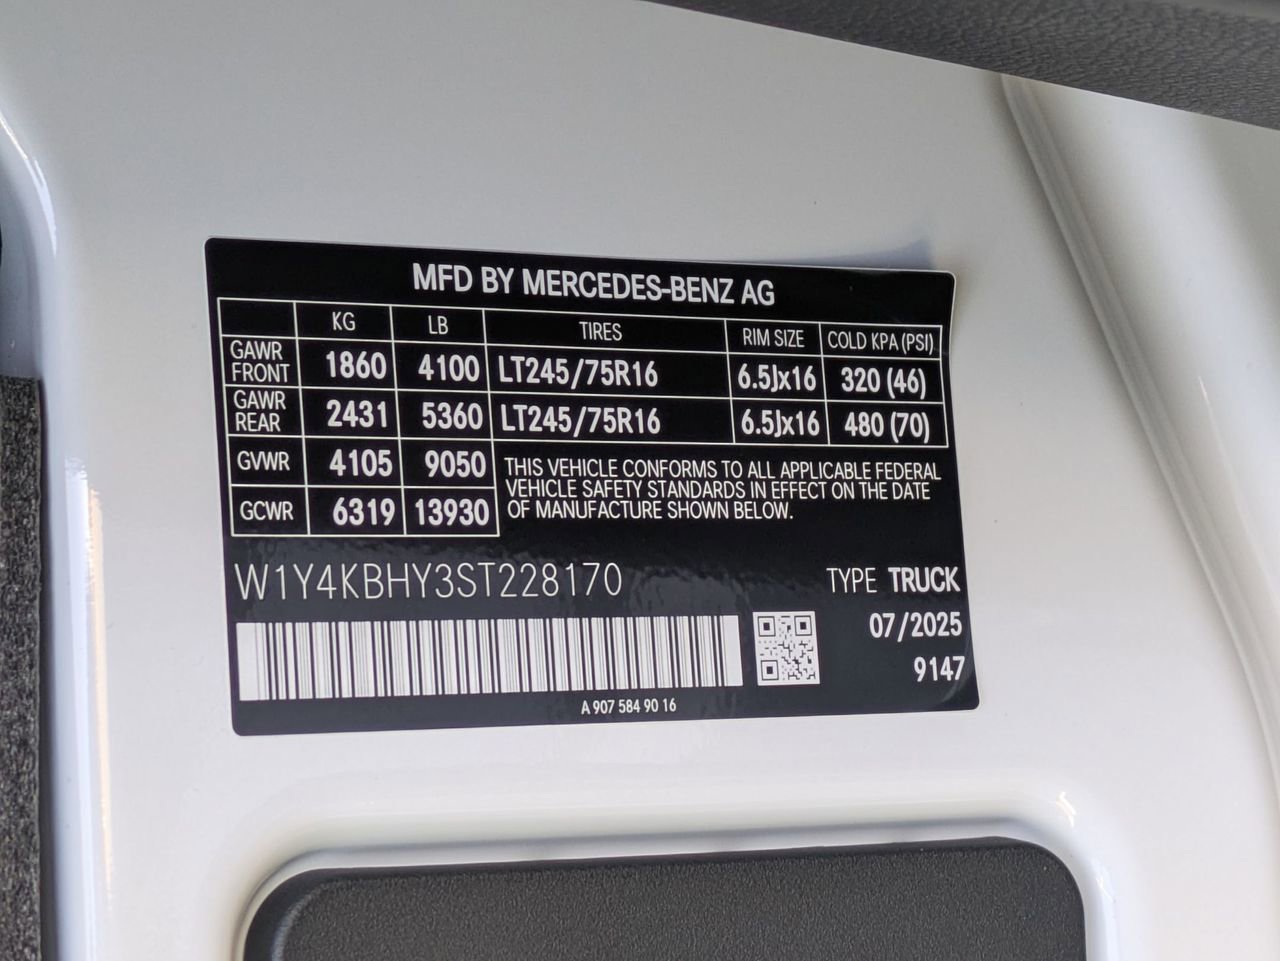 MFD BY MERCEDES-BENZ AG
KG LB TIRES RIM SIZE COLD KPA (PSI)
GAWR FRONT 1860 4100 LT245/75R16 6.5Jx16 320 (46)
GAWR REAR 2431 5360 LT245/75R16 6.5Jx16 480 (70)
GVWR 4105 9050
GCWR 6319 13930
THIS VEHICLE CONFORMS TO ALL APPLICABLE FEDERAL
VEHICLE SAFETY STANDARDS IN EFFECT ON THE DATE
OF MANUFACTURE SHOWN BELOW.
W1Y4KBHY3ST228170 TYPE TRUCK
07/2025
9147
A 907 584 90 16